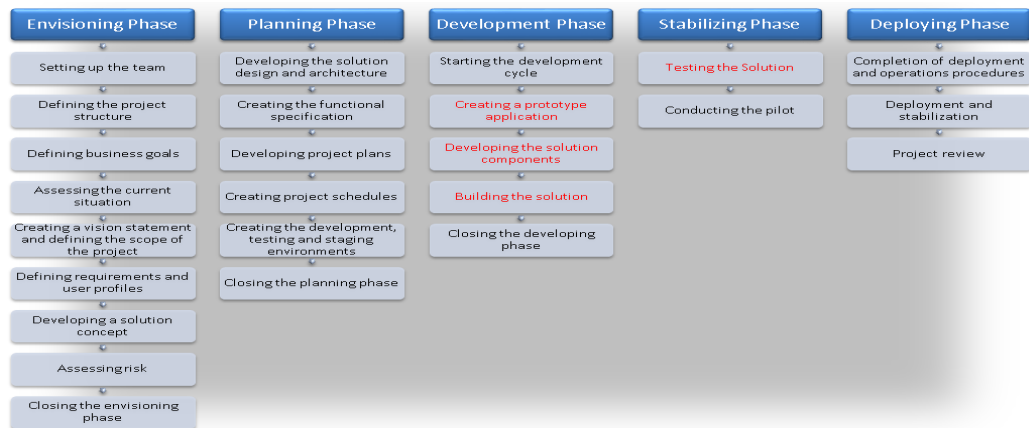 Envisioning Phase
Setting up the team
Defining the project
structure
Defining business goals
Assessing the current
situation
Creating a vision statement
and defining the scope of
the project
Defining requirements and
user profiles
Developing a solution
concept
Assessing risk
Closing the envisioning
phase
Planning Phase
Developing the solution
design and architecture
Creating the functional
specification
Developing project plans
Creating project schedules
Creating the development,
testing and staging
environments
Closing the planning phase
Development Phase
Starting the development
cycle
Creating a prototype
application
Developing the solution
components
Building the solution
Closing the developing
phase
Stabilizing Phase
Testing the Solution
Conducting the pilot
Deploying Phase
Completion of deployment
and operations procedures
Deployment and
stabilization
Project review